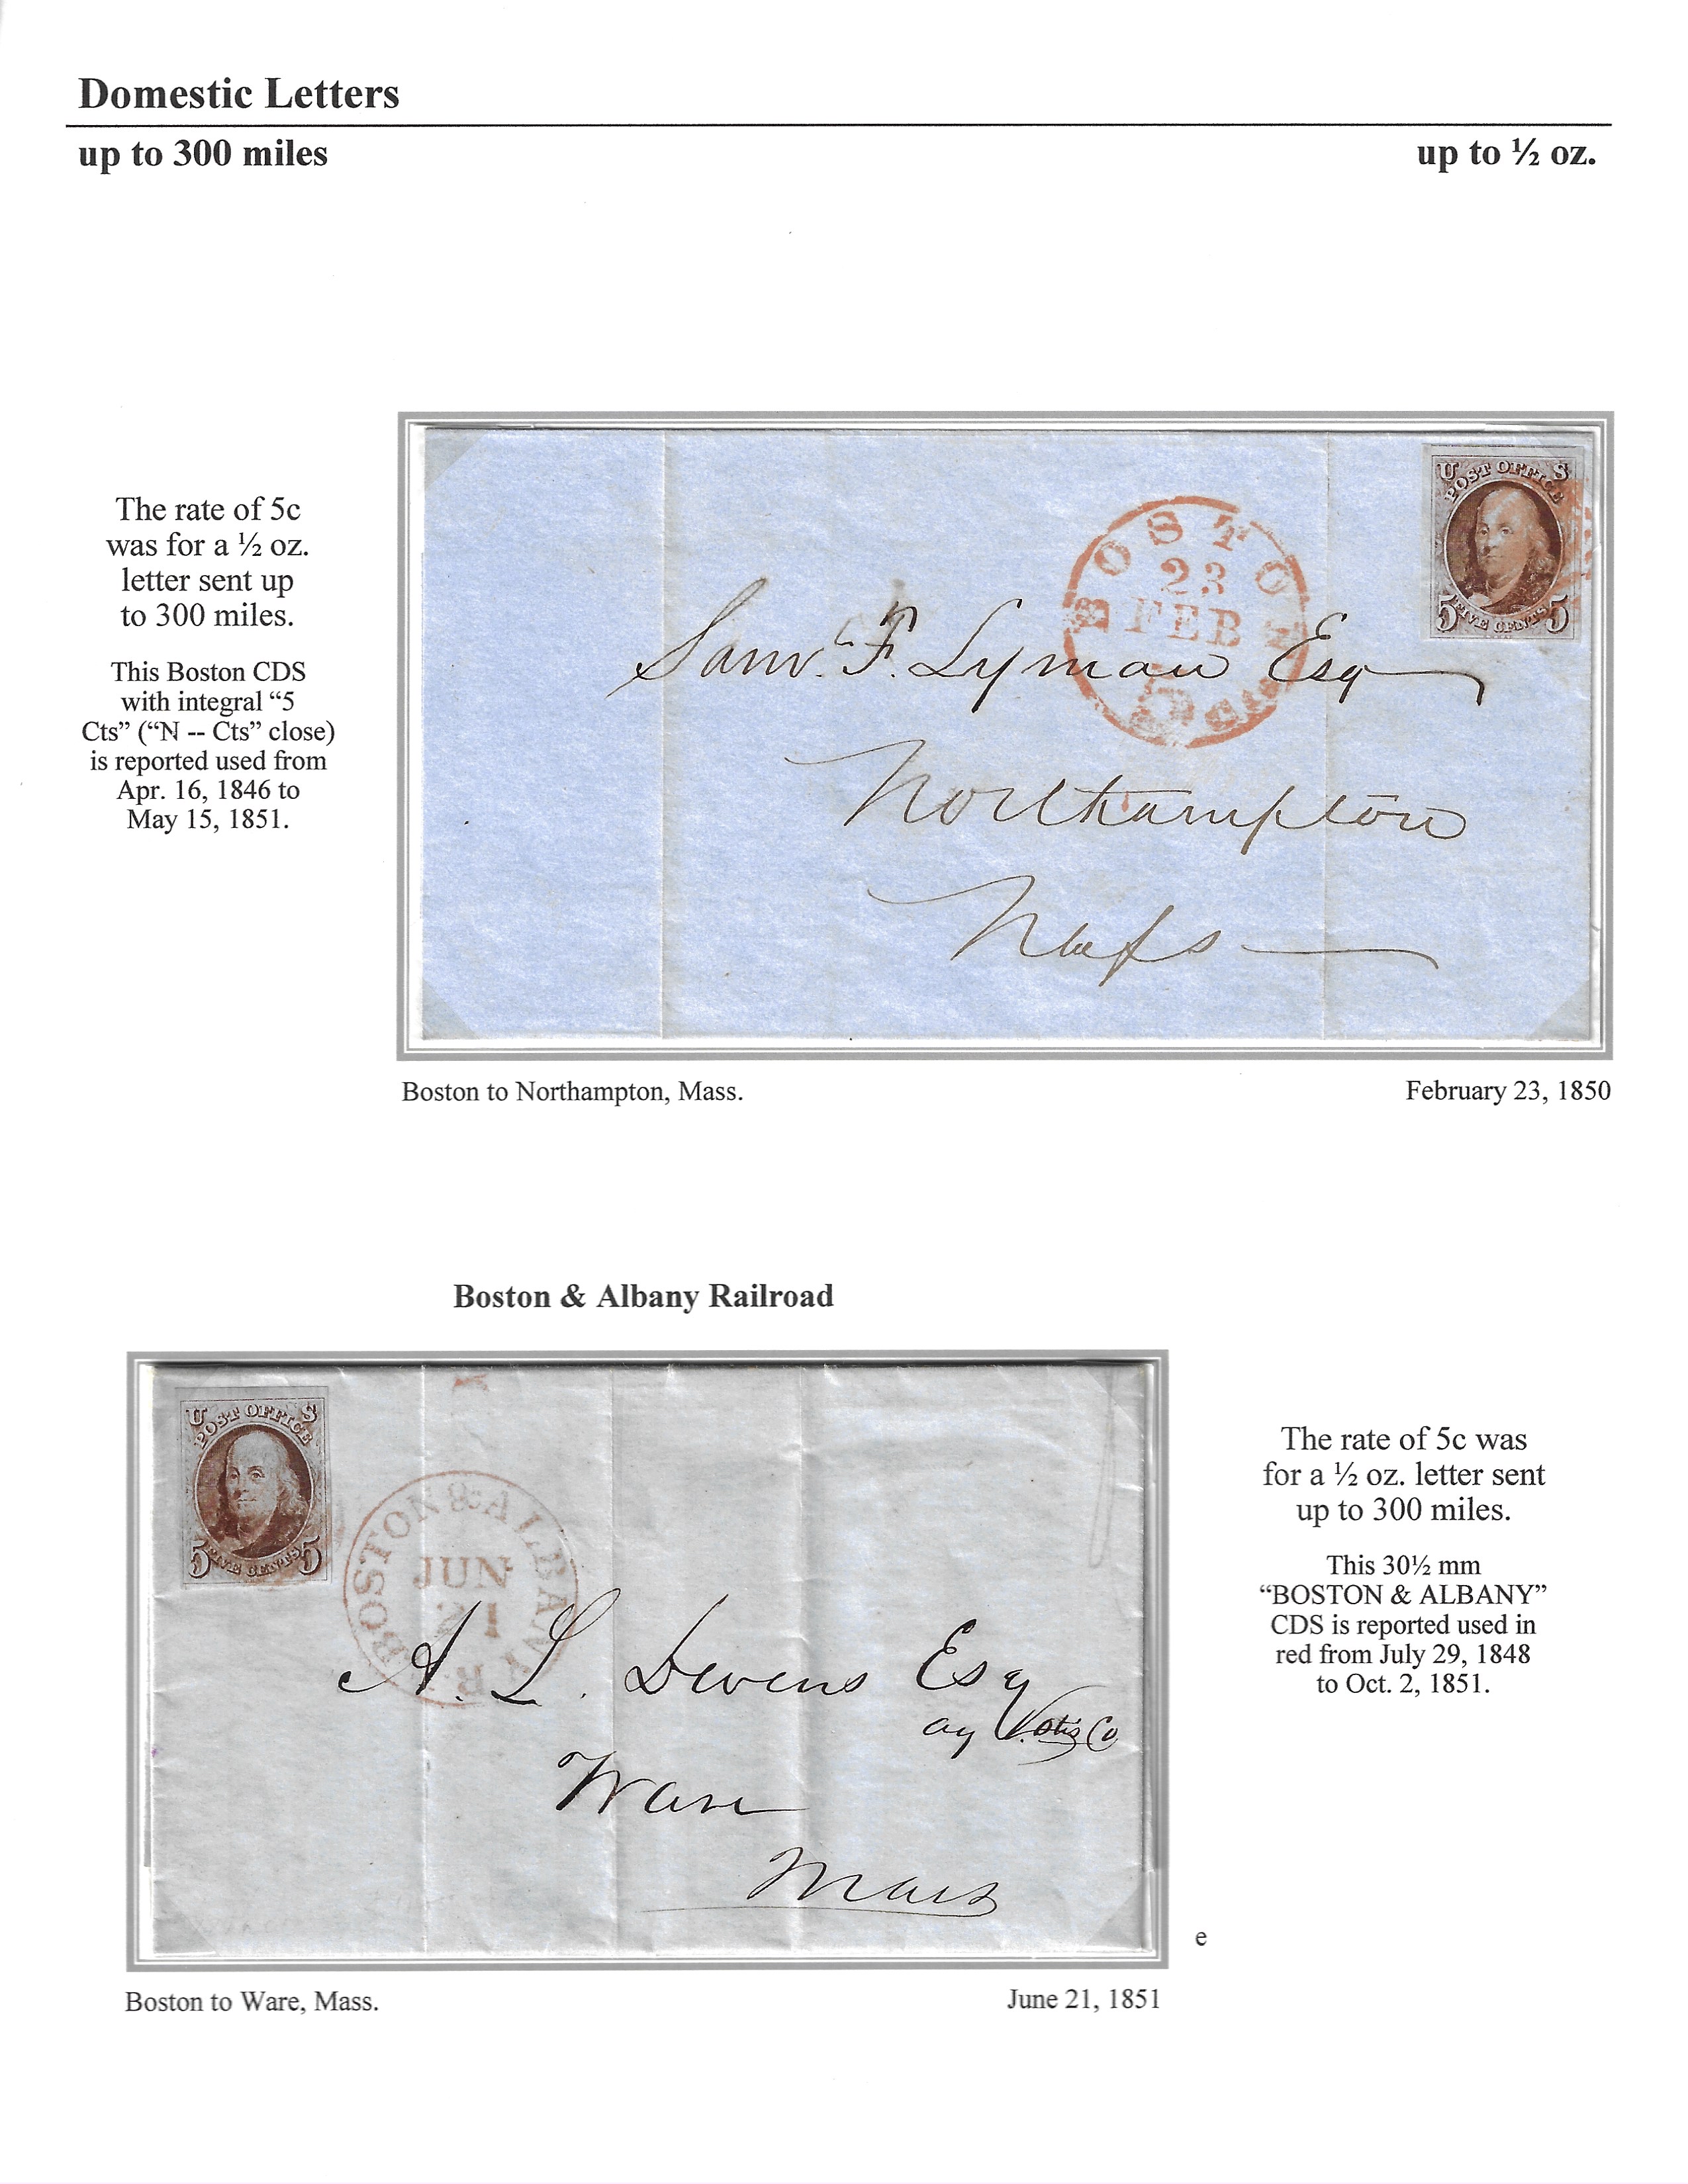 Domestic Letters
up to 300 miles
up to ½ oz.
The rate of 5c
was for a ½ oz.
letter sent up
to 300 miles.
This Boston CDS
with integral “5
Cts” (“N -- Cts” close)
is reported used from
Apr. 16, 1846 to
May 15, 1851.
U S
POST OFFICE
5 FIVE CENTS 5
BOSTON
23
FEB
5 Cts
Saml. F. Lyman Esq
Northampton
Mass
Boston to Northampton, Mass.
February 23, 1850
Boston & Albany Railroad
U S
POST OFFICE
5 FIVE CENTS 5
BOSTON & ALBANY R.
JUN
21
A. L. Devens Esq
Ware
Mass
The rate of 5c was
for a ½ oz. letter sent
up to 300 miles.
This 30½ mm
“BOSTON & ALBANY”
CDS is reported used in
red from July 29, 1848
to Oct. 2, 1851.
e
Boston to Ware, Mass.
June 21, 1851